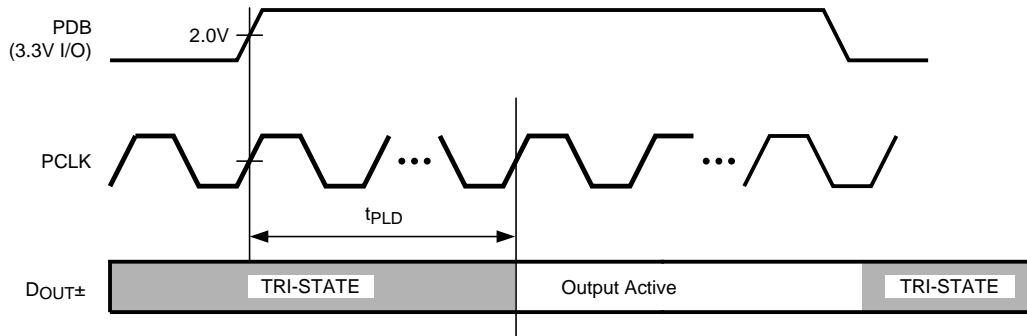 PDB
(3.3V I/O)
2.0V
PCLK
tPLD
DOUT±
TRI-STATE
Output Active
TRI-STATE